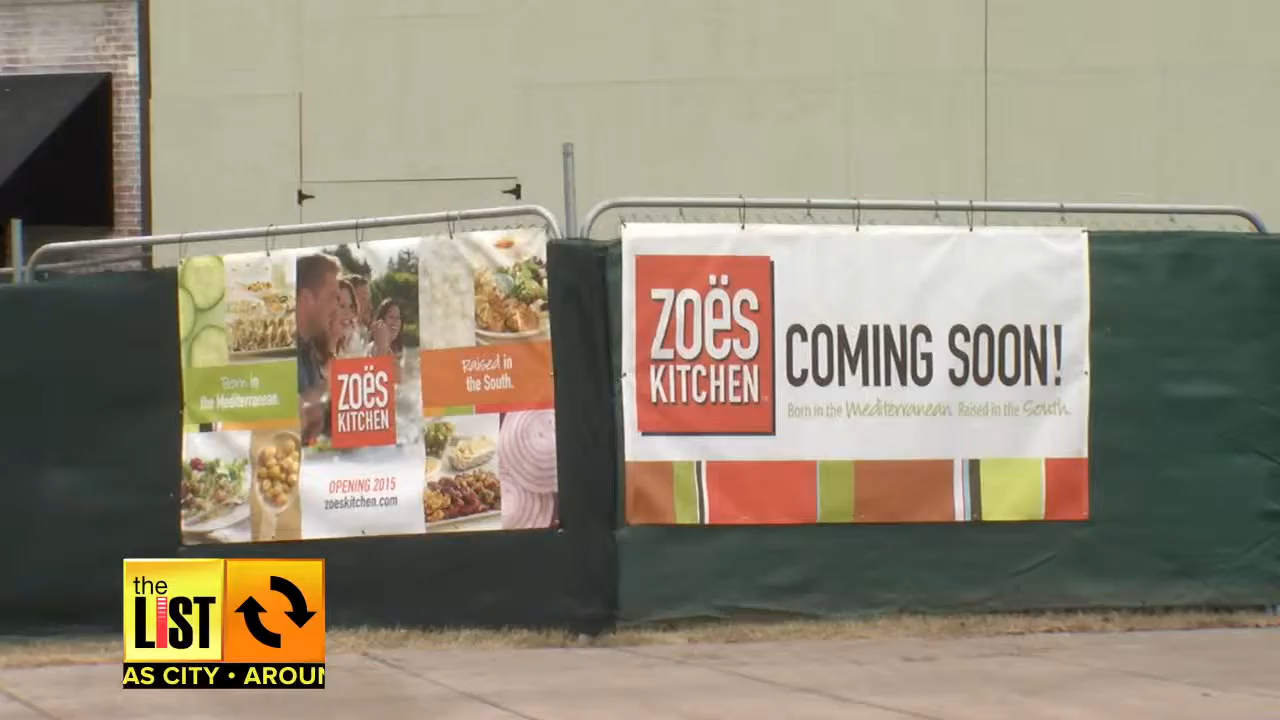 Born in
the Mediterranean.
Raised in
the South.
ZOËS
KITCHEN
OPENING 2015
zoeskitchen.com
ZOËS
KITCHEN
COMING SOON!
Born in the Mediterranean. Raised in the South.
the
LIST
AS CITY • AROUN